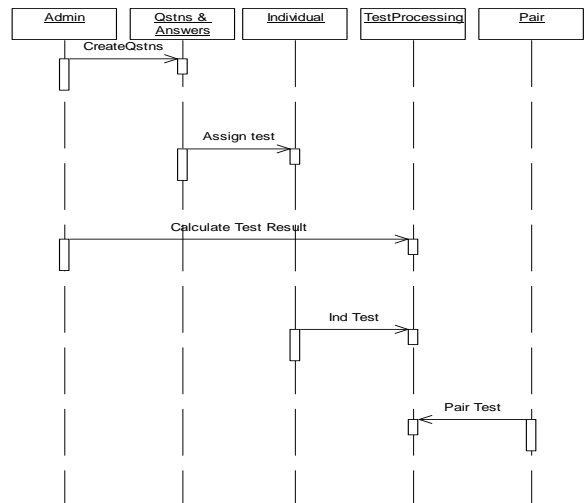 Admin
Qstns &
Answers
Individual
TestProcessing
Pair
CreateQstns
Assign test
Calculate Test Result
Ind Test
Pair Test